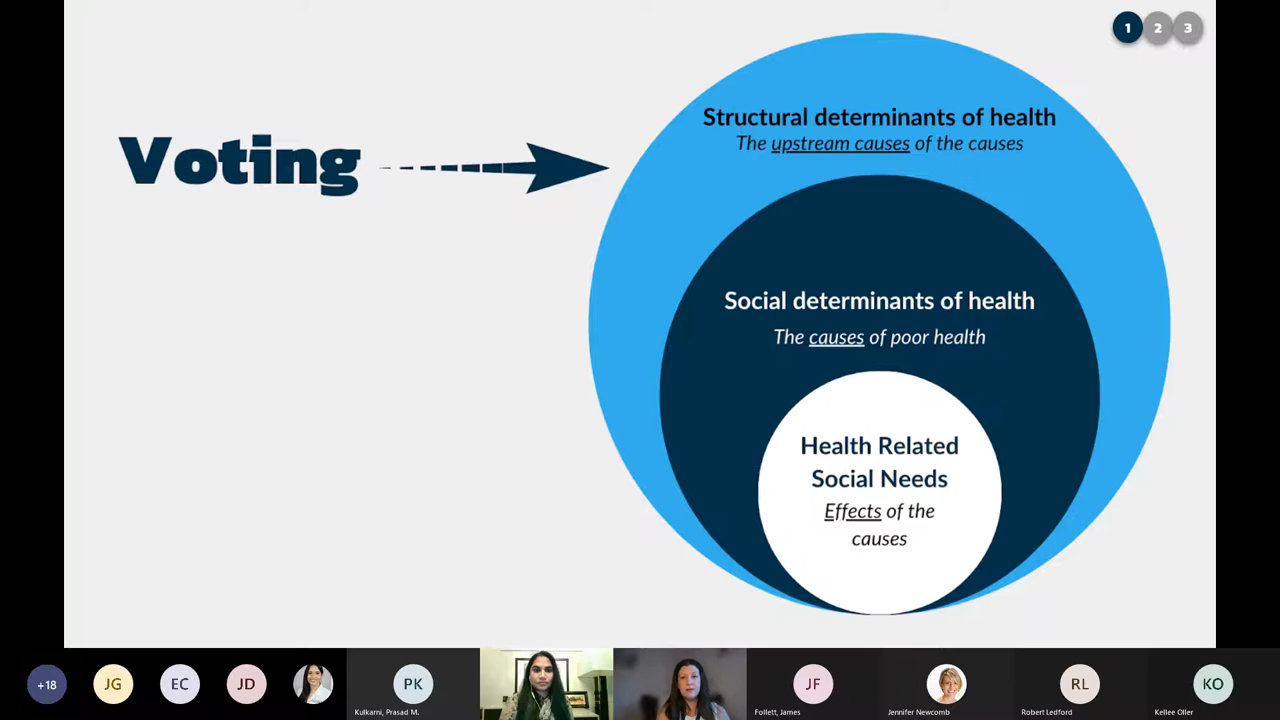 1 2 3
Structural determinants of health
The upstream causes of the causes
Voting
Social determinants of health
The causes of poor health
Health Related
Social Needs
Effects of the
causes
+18
JG
EC
JD
PK
Kulkarni, Prasad M.
JF
Follett, James
Jennifer Newcomb
RL
Robert Ledford
KO
Kellee Oller